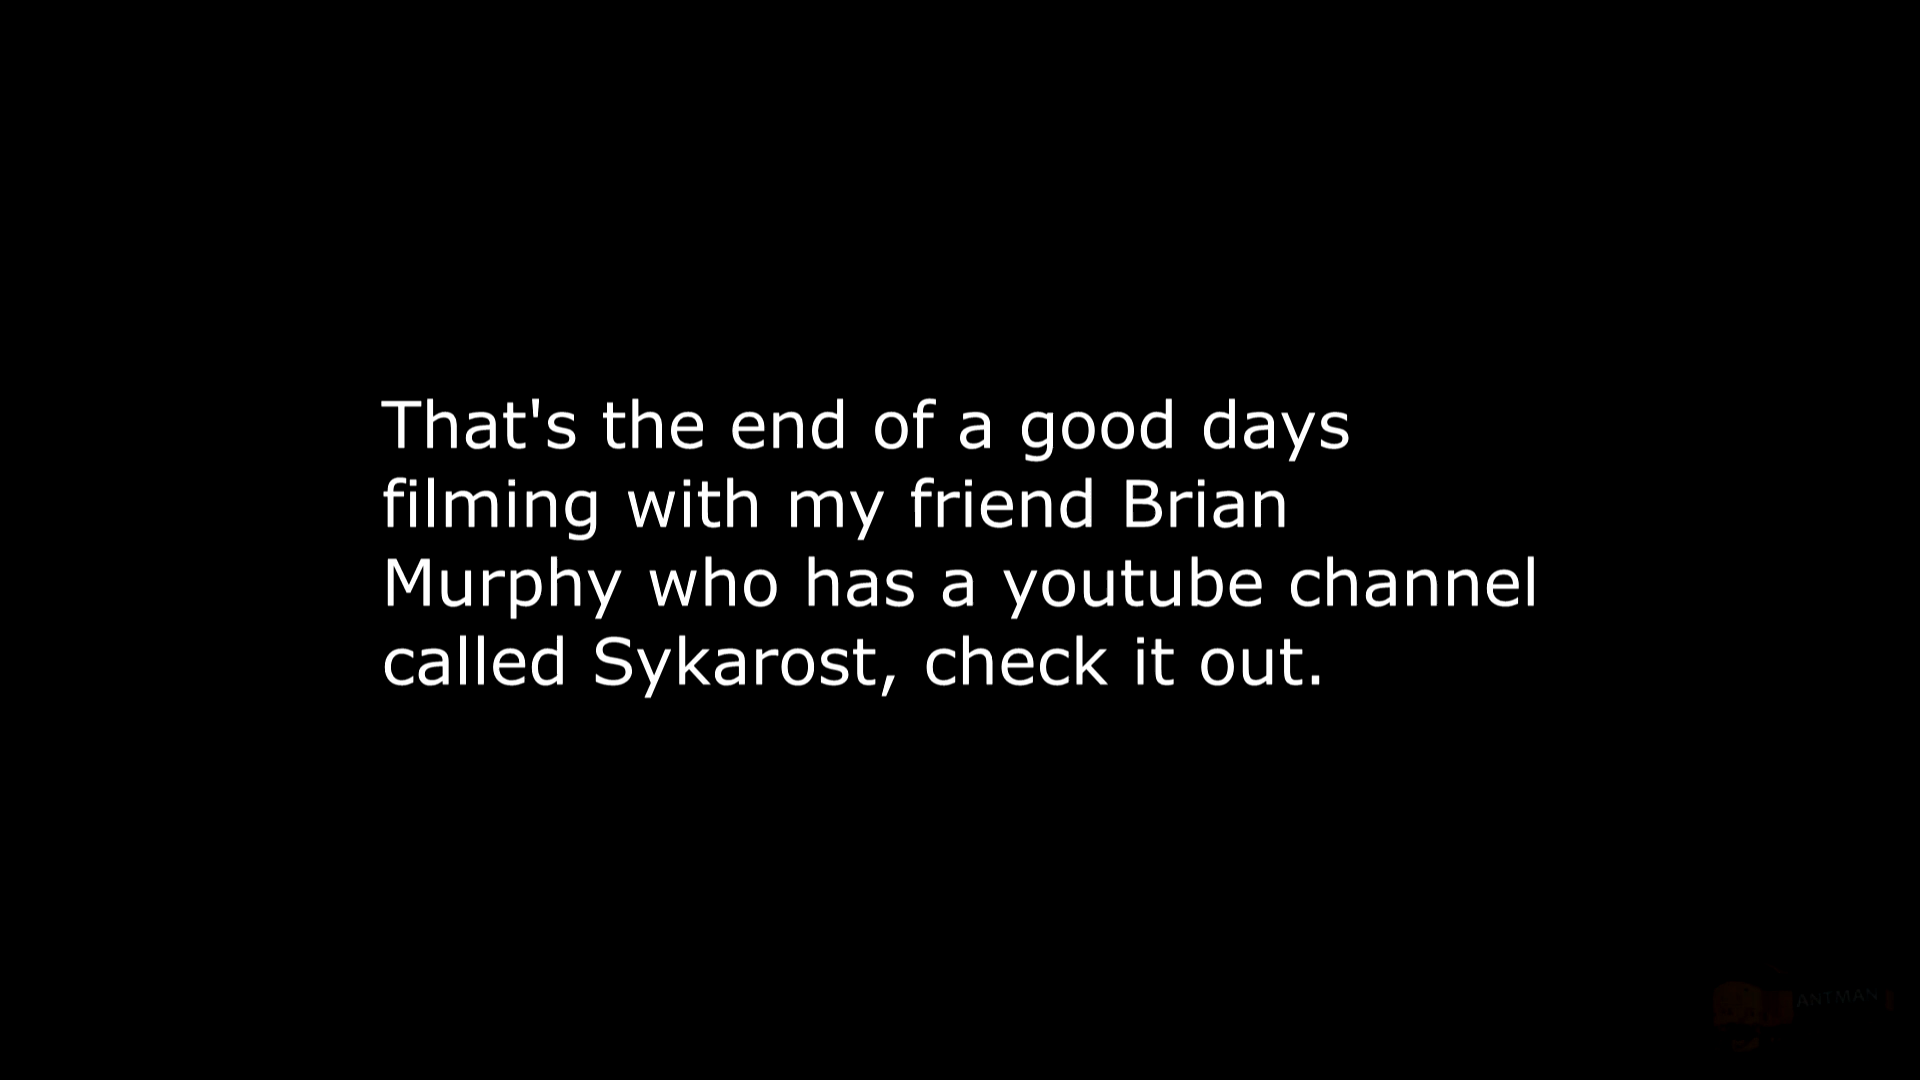 That's the end of a good days
filming with my friend Brian
Murphy who has a youtube channel
called Sykarost, check it out.
ANTMAN